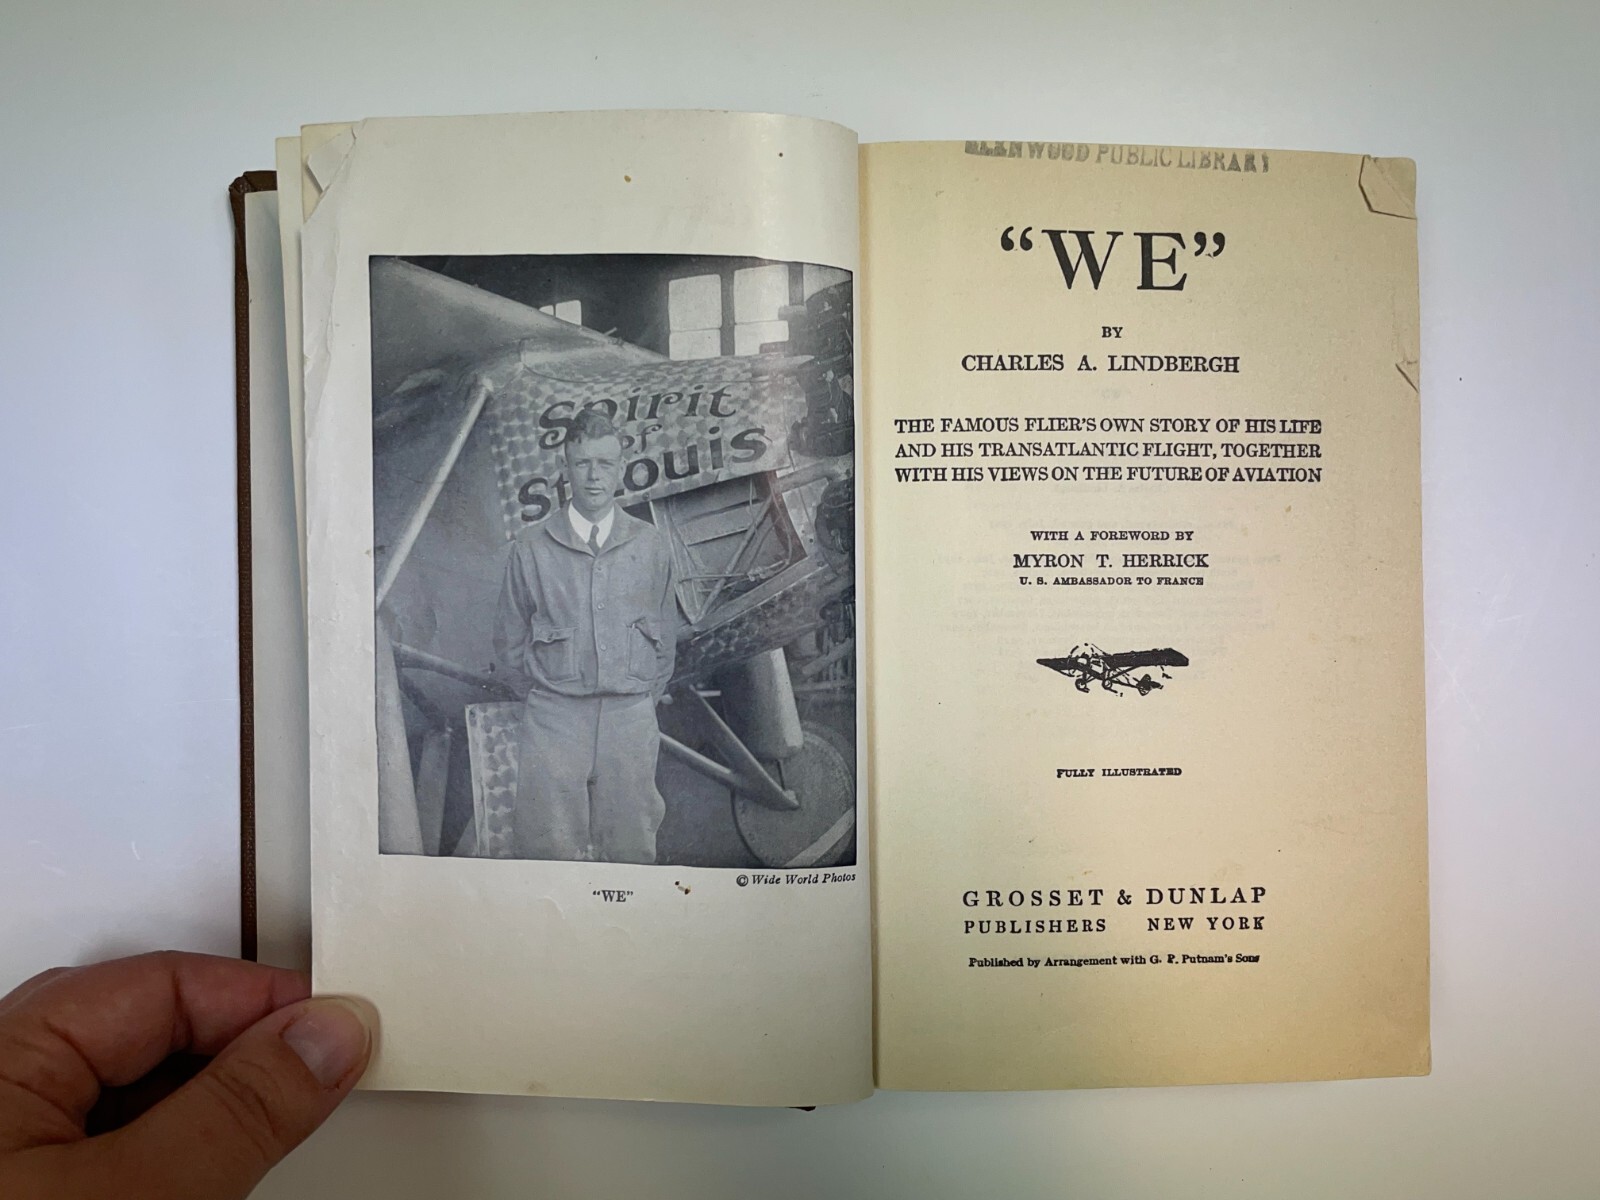 Spirit
of
St. Louis
© Wide World Photos
“WE”
PUBLIC LIBRARY
“WE”
BY
CHARLES A. LINDBERGH
THE FAMOUS FLIER'S OWN STORY OF HIS LIFE
AND HIS TRANSATLANTIC FLIGHT, TOGETHER
WITH HIS VIEWS ON THE FUTURE OF AVIATION
WITH A FOREWORD BY
MYRON T. HERRICK
U. S. AMBASSADOR TO FRANCE
FULLY ILLUSTRATED
GROSSET & DUNLAP
PUBLISHERS NEW YORK
Published by Arrangement with G. P. Putnam's Sons